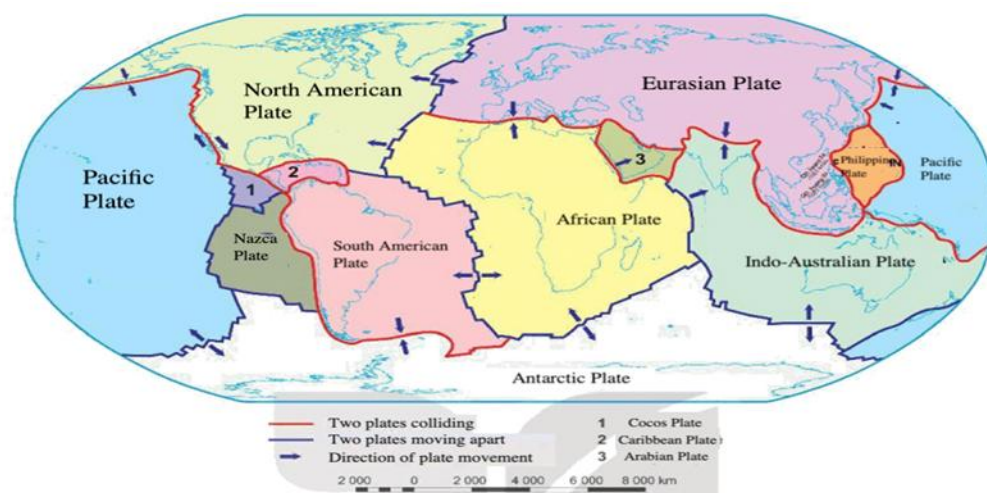 North American
Plate
Eurasian Plate
Pacific
Plate
1
2
3
Philippine
Plate
Pacific
Plate
African Plate
Nazca
Plate
South American
Plate
Indo-Australian Plate
Antarctic Plate
Two plates colliding
Two plates moving apart
Direction of plate movement
1 Cocos Plate
2 Caribbean Plate
3 Arabian Plate
2 000 0 2 000 4 000 6 000 8 000 km